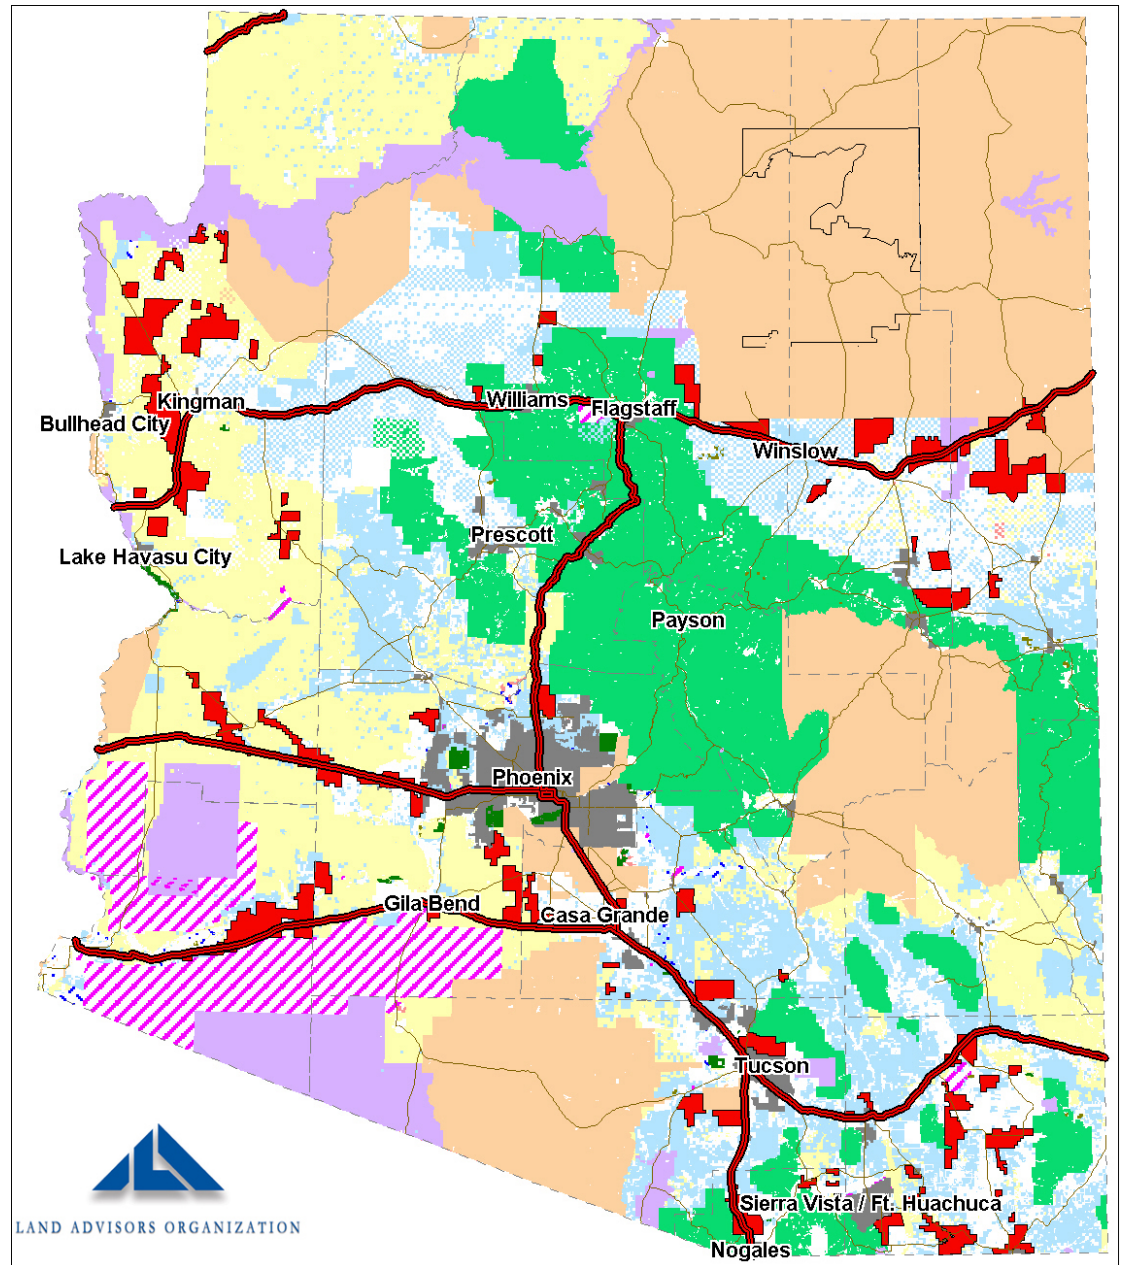 Kingman
Williams
Flagstaff
Bullhead City
Winslow
Prescott
Lake Havasu City
Payson
Phoenix
Gila Bend
Casa Grande
Tucson
Sierra Vista / Ft. Huachuca
LAND ADVISORS ORGANIZATION
Nogales